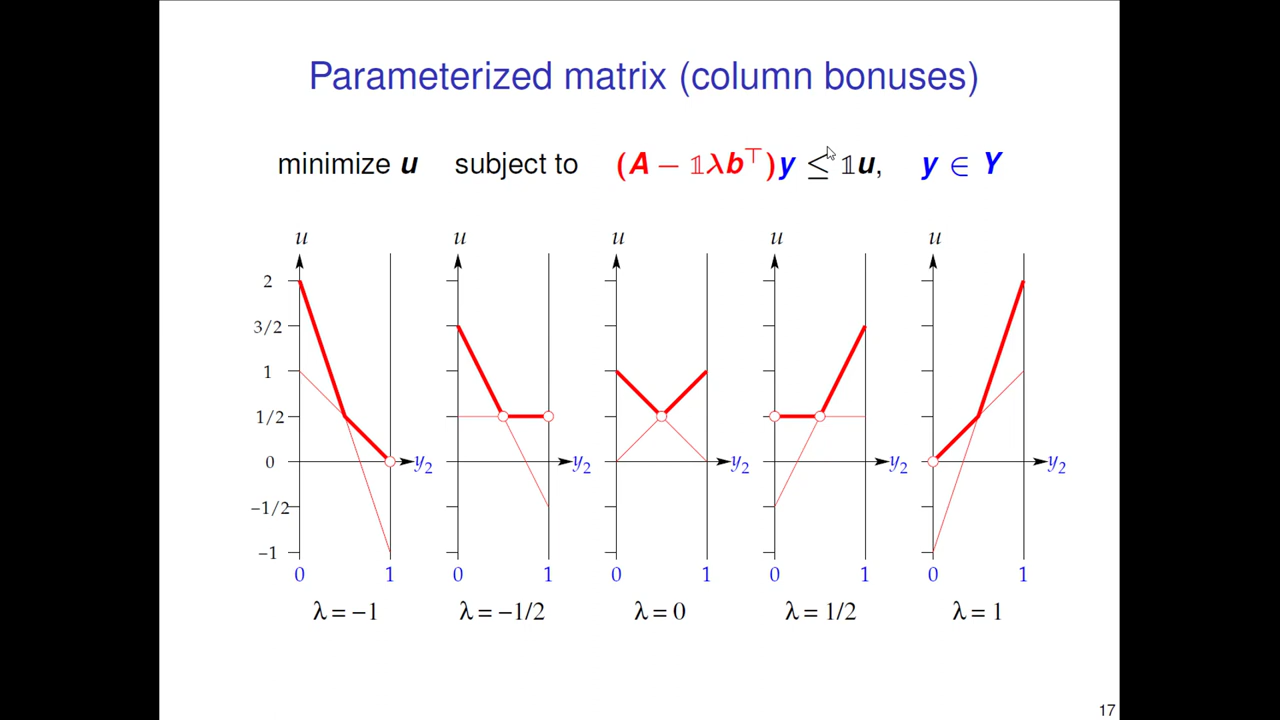 Parameterized matrix (column bonuses)
minimize u subject to (A − 𝟙λb⊤)y ≤ 𝟙u, y ∈ Y
u u u u u
2
3/2
1
1/2
0 y₂ y₂ y₂ y₂ y₂
−1/2
−1
0 1 0 1 0 1 0 1 0 1
λ = −1 λ = −1/2 λ = 0 λ = 1/2 λ = 1
17